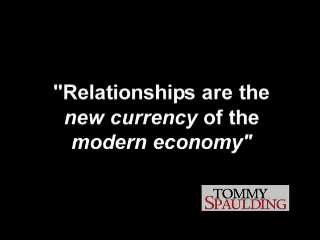 "Relationships are the
new currency of the
modern economy"
TOMMY
SPAULDING